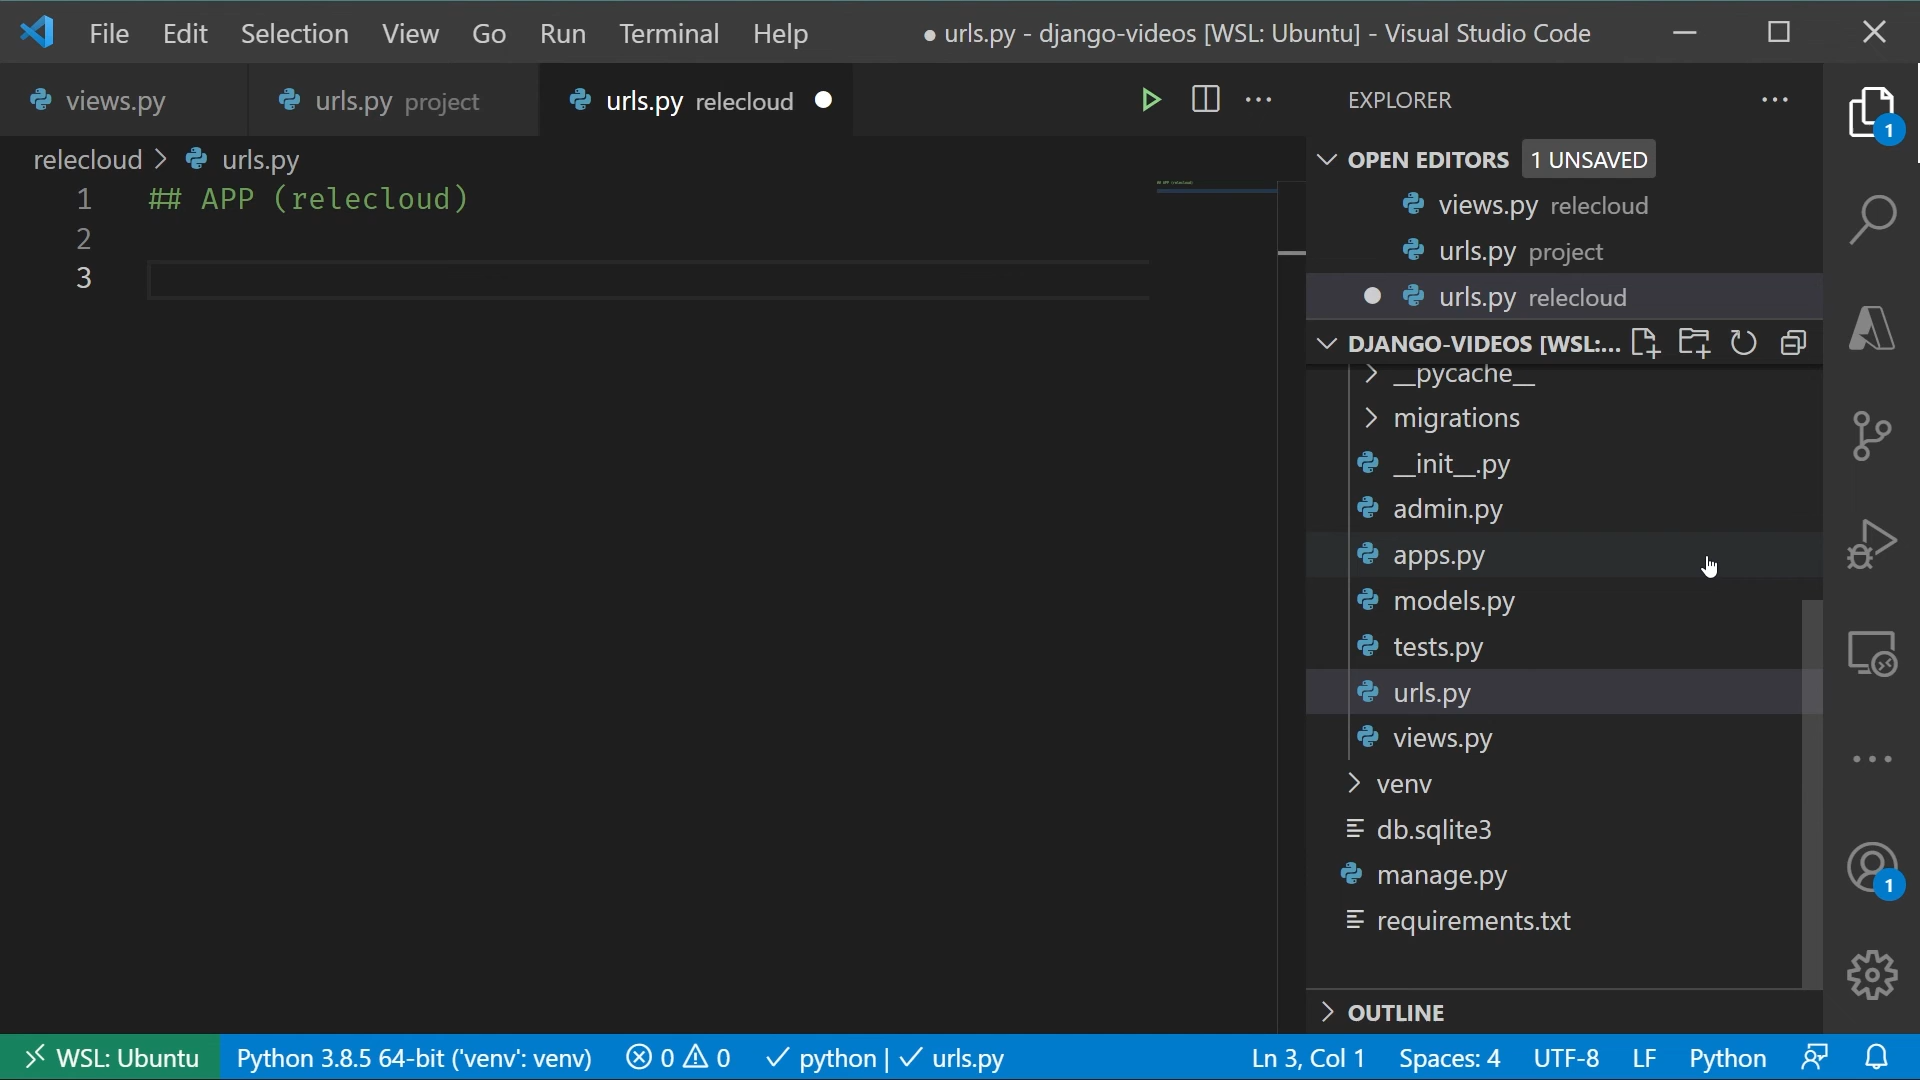 File Edit Selection View Go Run Terminal Help ● urls.py - django-videos [WSL: Ubuntu] - Visual Studio Code
views.py urls.py project urls.py relecloud
relecloud > urls.py
1 ## APP (relecloud)
2
3
EXPLORER
OPEN EDITORS 1 UNSAVED
views.py relecloud
urls.py project
urls.py relecloud
DJANGO-VIDEOS [WSL:...
__pycache__
migrations
__init__.py
admin.py
apps.py
models.py
tests.py
urls.py
views.py
venv
db.sqlite3
manage.py
requirements.txt
OUTLINE
1
1
WSL: Ubuntu Python 3.8.5 64-bit ('venv': venv) 0 0 ✓ python | ✓ urls.py Ln 3, Col 1 Spaces: 4 UTF-8 LF Python